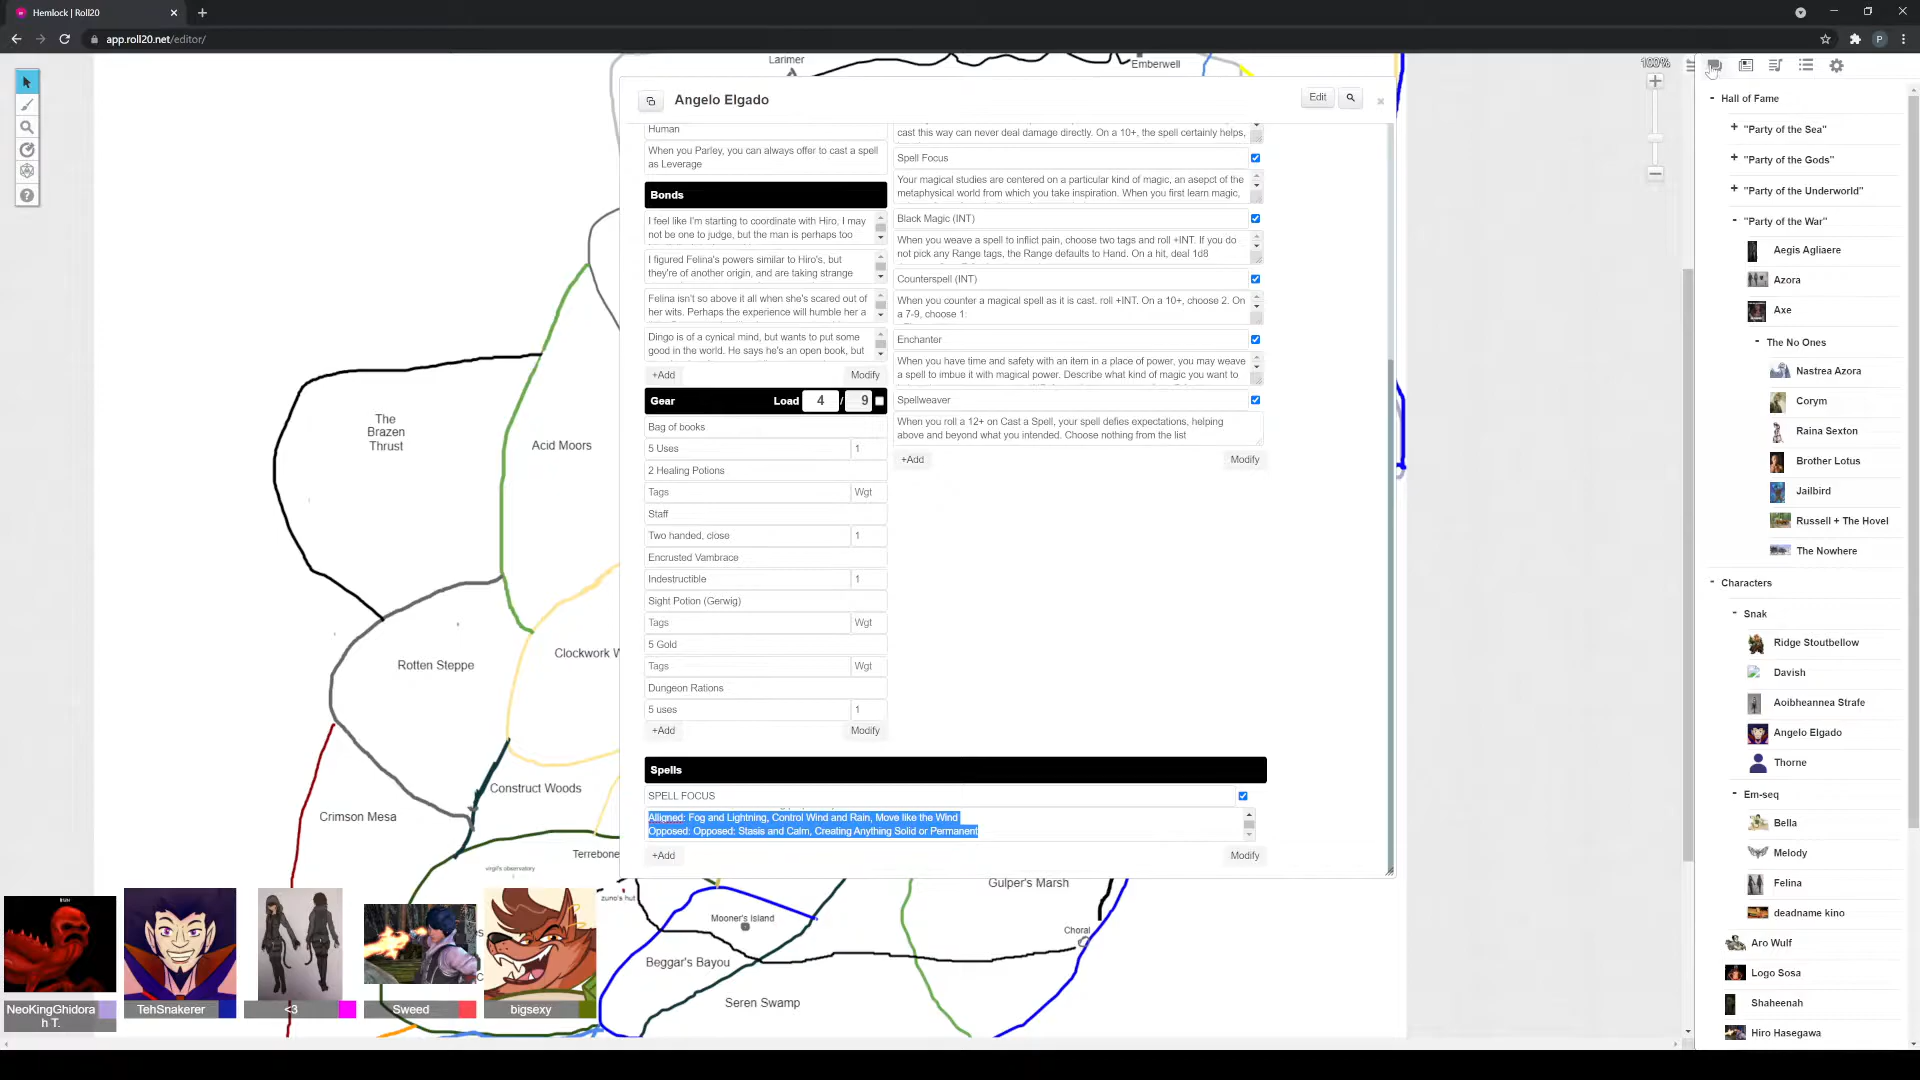 Hemlock | Roll20
app.roll20.net/editor/
P
Larimer
Emberwell
100%
Angelo Elgado
Edit
Human
When you Parley, you can always offer to cast a spell
as Leverage
Bonds
I feel like I'm starting to coordinate with Hiro, I may
not be one to judge, but the man is perhaps too
I figured Felina's powers similar to Hiro's, but
they're of another origin, and are taking strange
Felina isn't so above it all when she's scared out of
her wits. Perhaps the experience will humble her a
Dingo is of a cynical mind, but wants to put some
good in the world. He says he's an open book, but
+Add
Modify
Gear
Load
4 / 9
Bag of books
5 Uses
1
2 Healing Potions
Tags
Wgt
Staff
Two handed, close
1
Encrusted Vambrace
Indestructible
1
Sight Potion (Gerwig)
Tags
Wgt
5 Gold
Tags
Wgt
Dungeon Rations
5 uses
1
+Add
Modify
cast this way can never deal damage directly. On a 10+, the spell certainly helps,
Spell Focus
Your magical studies are centered on a particular kind of magic, an asepct of the
metaphysical world from which you take inspiration. When you first learn magic,
Black Magic (INT)
When you weave a spell to inflict pain, choose two tags and roll +INT. If you do
not pick any Range tags, the Range defaults to Hand. On a hit, deal 1d8
Counterspell (INT)
When you counter a magical spell as it is cast. roll +INT. On a 10+, choose 2. On
a 7-9, choose 1:
Enchanter
When you have time and safety with an item in a place of power, you may weave
a spell to imbue it with magical power. Describe what kind of magic you want to
Spellweaver
When you roll a 12+ on Cast a Spell, your spell defies expectations, helping
above and beyond what you intended. Choose nothing from the list
+Add
Modify
Spells
SPELL FOCUS
Alligned: Fog and Lightning, Control Wind and Rain, Move like the Wind
Opposed: Opposed: Stasis and Calm, Creating Anything Solid or Permanent
+Add
Modify
The
Brazen
Thrust
Acid Moors
Rotten Steppe
Clockwork W
Construct Woods
Crimson Mesa
Terrebone
virgil's observatory
zuno's hut
Mooner's Island
Beggar's Bayou
Seren Swamp
Gulper's Marsh
Choral
NeoKingGhidora
h T.
TehSnakerer
<3
Sweed
bigsexy
Hall of Fame
"Party of the Sea"
"Party of the Gods"
"Party of the Underworld"
"Party of the War"
Aegis Agliaere
Azora
Axe
The No Ones
Nastrea Azora
Corym
Raina Sexton
Brother Lotus
Jailbird
Russell + The Hovel
The Nowhere
Characters
Snak
Ridge Stoutbellow
Davish
Aoibheannea Strafe
Angelo Elgado
Thorne
Em-seq
Bella
Melody
Felina
deadname kino
Aro Wulf
Logo Sosa
Shaheenah
Hiro Hasegawa